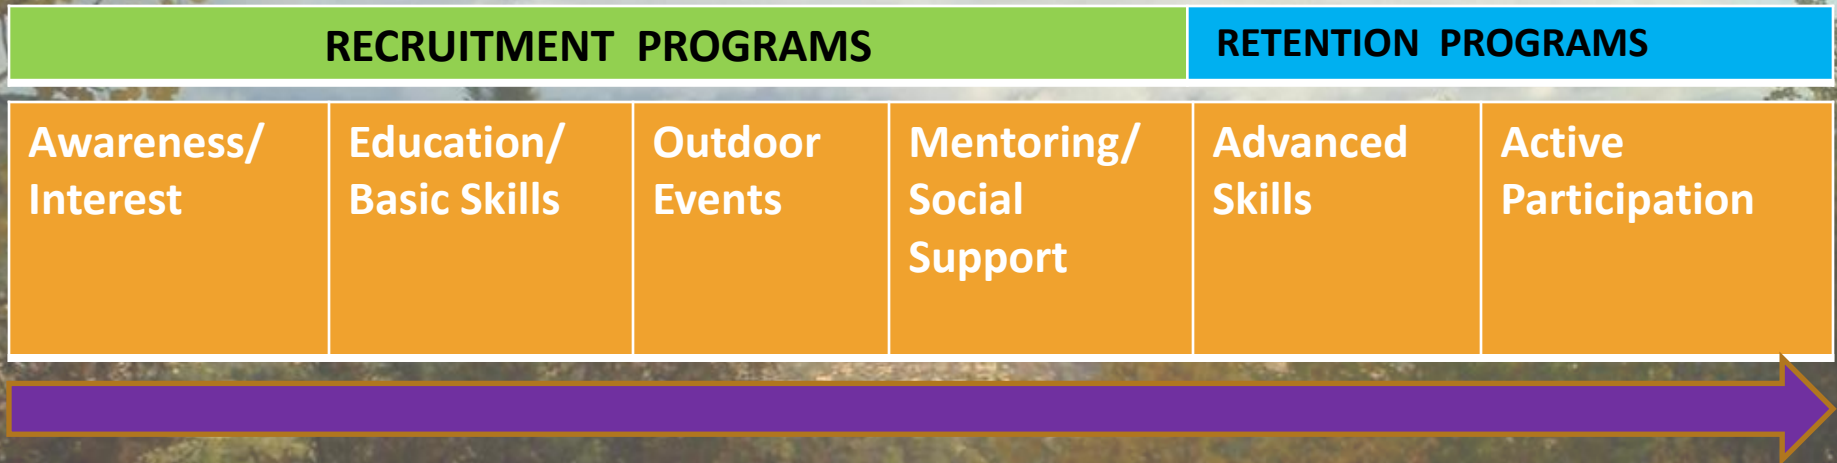 RECRUITMENT PROGRAMS
RETENTION PROGRAMS
Awareness/
Interest
Education/
Basic Skills
Outdoor
Events
Mentoring/
Social
Support
Advanced
Skills
Active
Participation